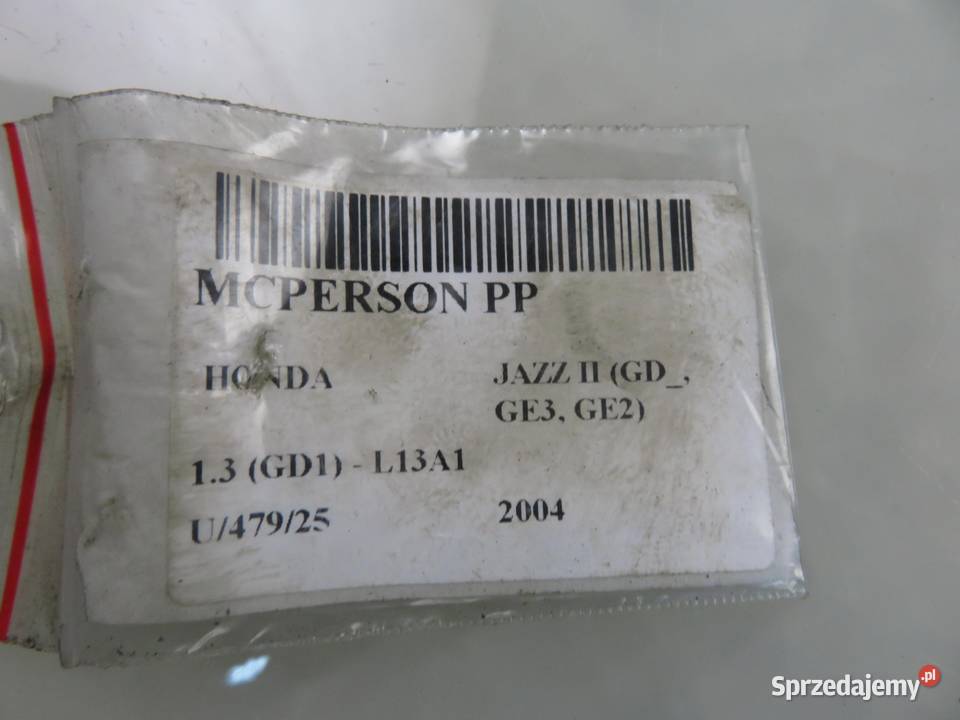 MCPERSON PP
HONDA JAZZ II (GD_,
GE3, GE2)
1.3 (GD1) - L13A1
U/479/25 2004
Sprzedajemy.pl